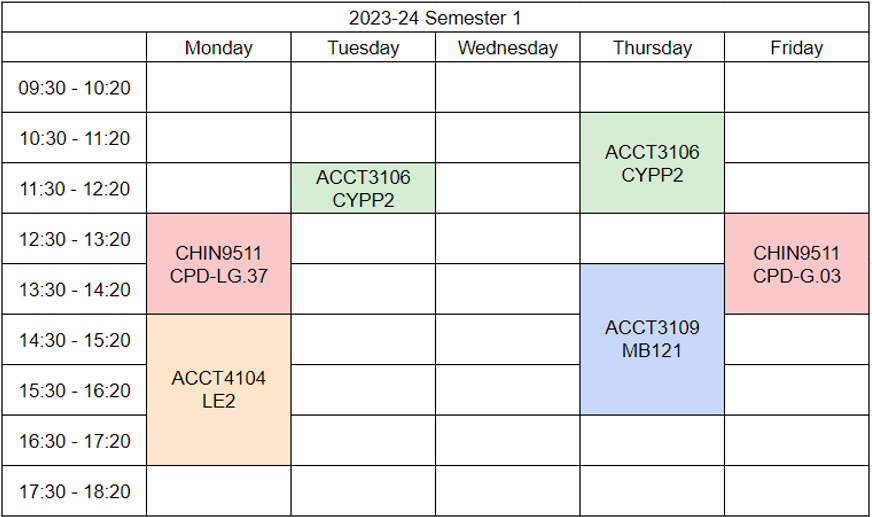 2023-24 Semester 1
Monday Tuesday Wednesday Thursday Friday
09:30 - 10:20
10:30 - 11:20
ACCT3106
CYPP2
11:30 - 12:20
ACCT3106
CYPP2
12:30 - 13:20
CHIN9511
CPD-LG.37
CHIN9511
CPD-G.03
13:30 - 14:20
14:30 - 15:20
ACCT3109
MB121
15:30 - 16:20
ACCT4104
LE2
16:30 - 17:20
17:30 - 18:20